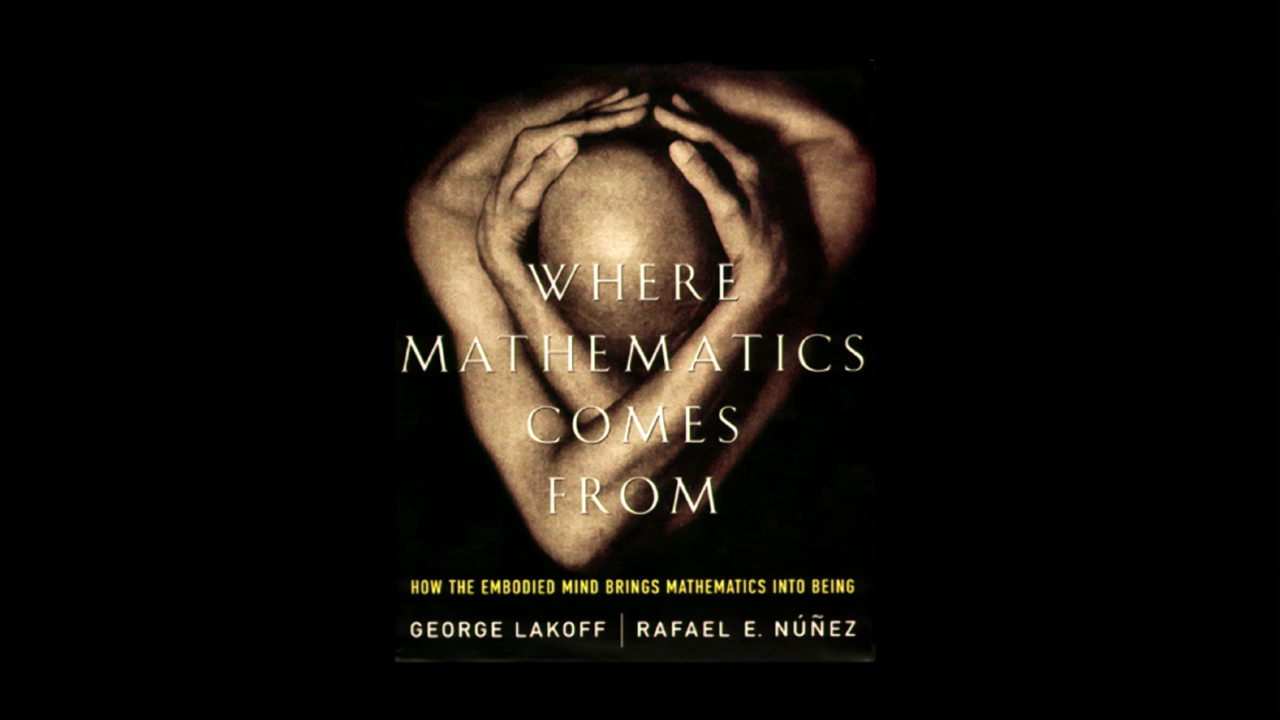 WHERE
MATHEMATICS
COMES
FROM
HOW THE EMBODIED MIND BRINGS MATHEMATICS INTO BEING
GEORGE LAKOFF | RAFAEL E. NÚÑEZ